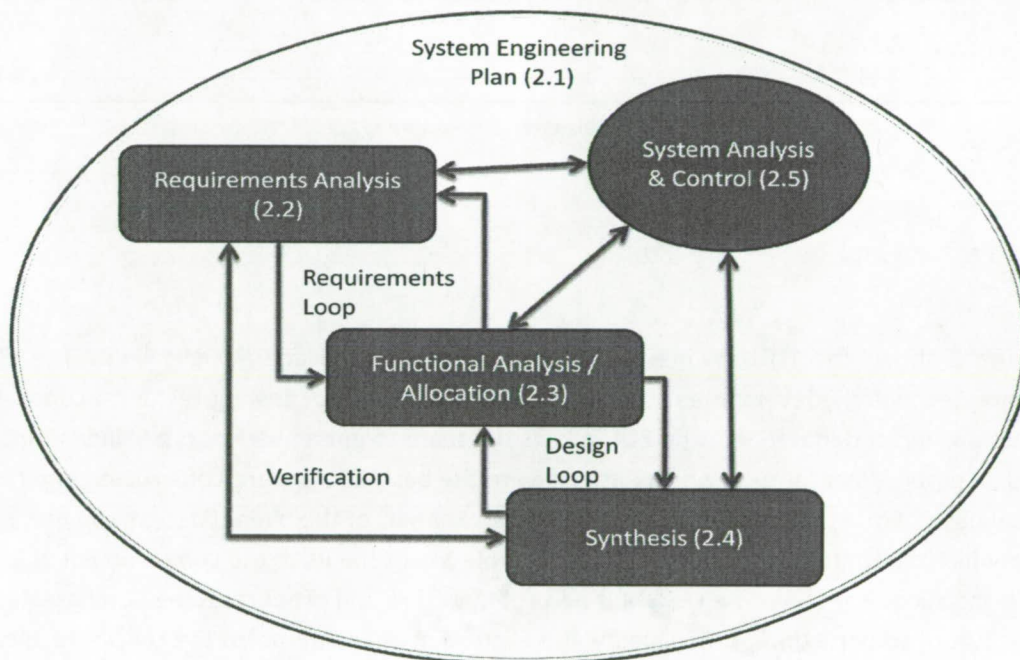 System Engineering
Plan (2.1)
System Analysis
& Control (2.5)
Requirements Analysis
(2.2)
Requirements
Loop
Functional Analysis /
Allocation (2.3)
Design
Loop
Verification
Synthesis (2.4)